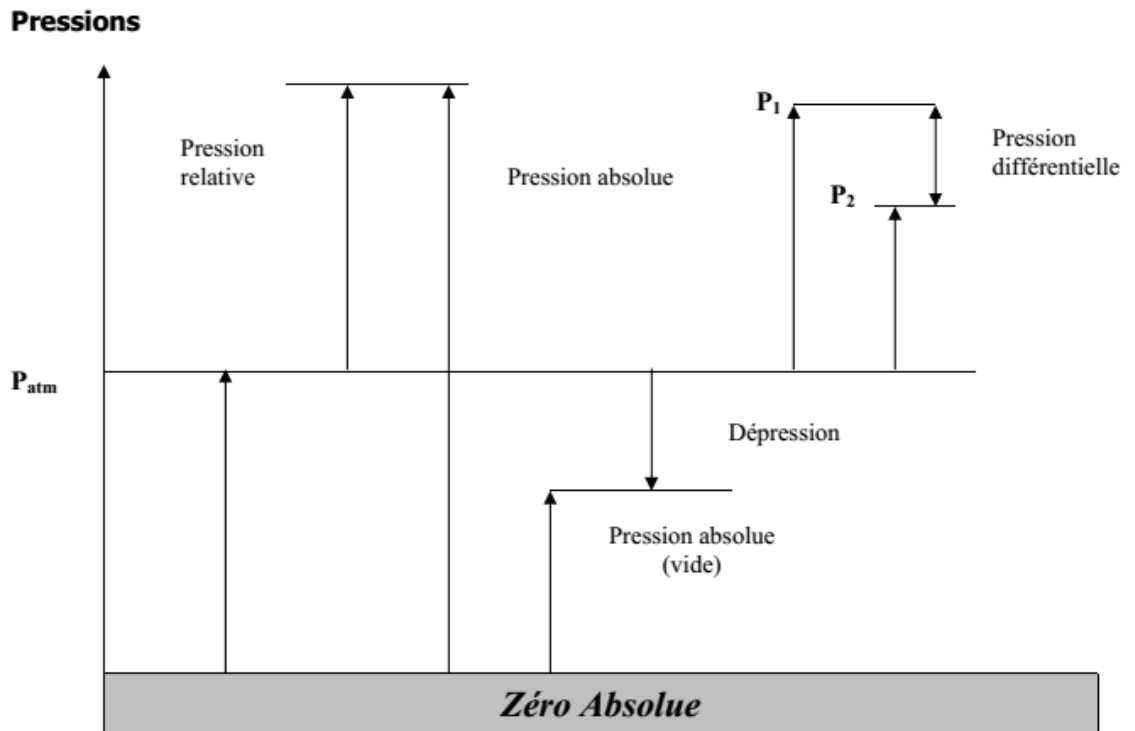 Pressions
Pression
relative
Pression absolue
P₁
Pression
différentielle
P₂
Pₐₜₘ
Dépression
Pression absolue
(vide)
Zéro Absolue